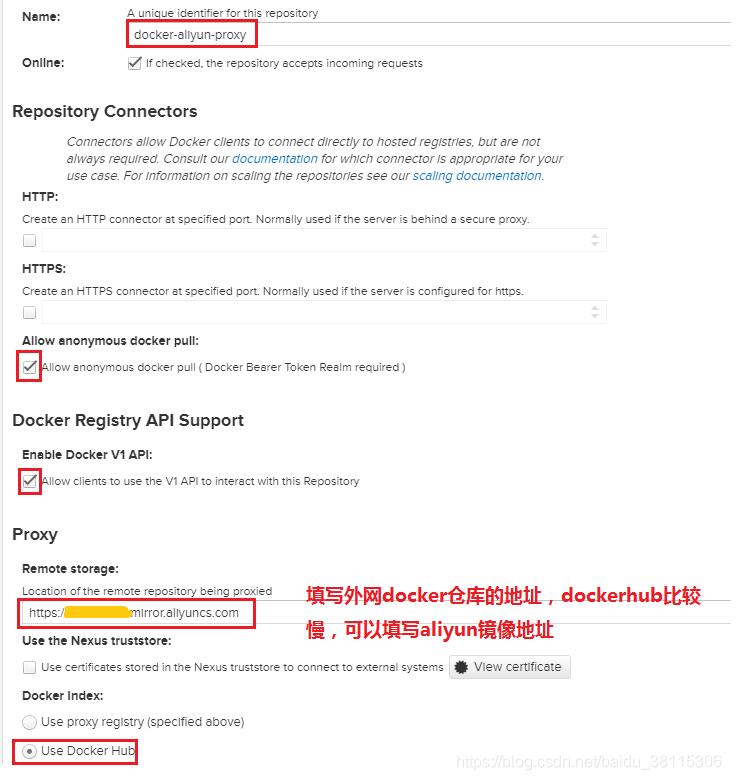 Name:
A unique identifier for this repository
docker-allyun-proxy
Online:
If checked, the repository accepts incoming requests
Repository Connectors
Connectors allow Docker clients to connect directly to hosted registries, but are not
always required. Consult our documentation for which connector is appropriate for your
use case. For information on scaling the repositories see our scaling documentation.
HTTP:
Create an HTTP connector at specified port. Normally used if the server is behind a secure proxy.
HTTPS:
Create an HTTPS connector at specified port. Normally used if the server is configured for https.
Allow anonymous docker pull:
Allow anonymous docker pull ( Docker Bearer Token Realm required )
Docker Registry API Support
Enable Docker V1 API:
Allow clients to use the V1 API to interact with this Repository
Proxy
Remote storage:
Location of the remote repository being proxied
https:/ mirror.aliyuncs.com
填写外网docker仓库的地址，dockerhub比较
慢，可以填写aliyun镜像地址
Use the Nexus truststore:
Use certificates stored in the Nexus truststore to connect to external systems
View certificate
Docker Index:
Use proxy registry (specified above)
Use Docker Hub
https://blog.csdn.net/baidu_38115306